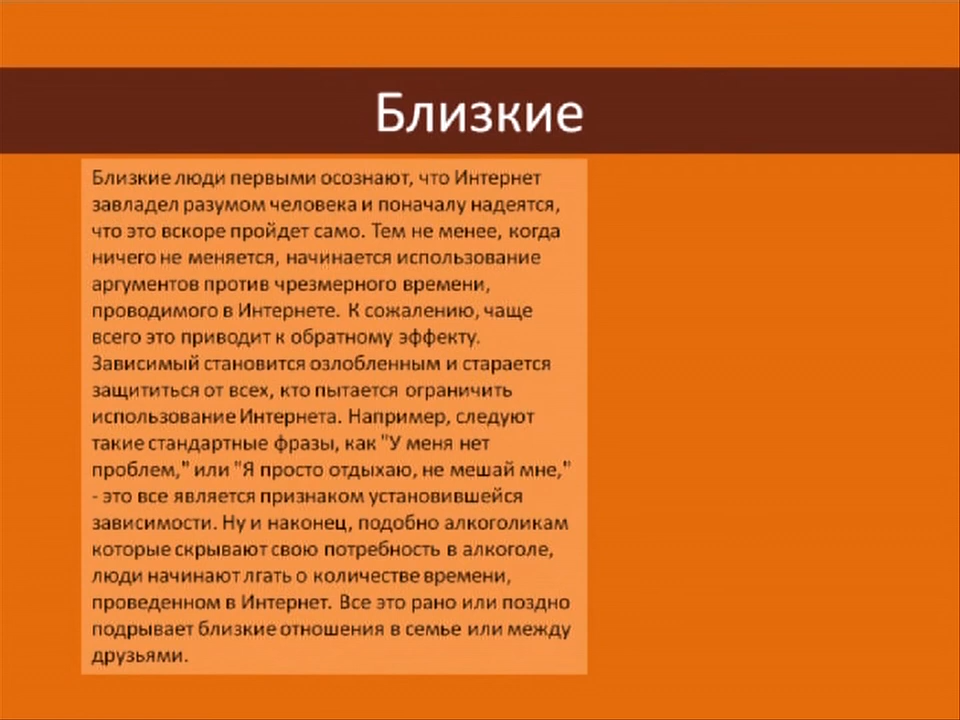 Близкие
Близкие люди первыми осознают, что Интернет
завладел разумом человека и поначалу надеятся,
что это вскоре пройдет само. Тем не менее, когда
ничего не меняется, начинается использование
аргументов против чрезмерного времени,
проводимого в Интернете. К сожалению, чаще
всего это приводит к обратному эффекту.
Зависимый становится озлобленным и старается
защититься от всех, кто пытается ограничить
использование Интернета. Например, следуют
такие стандартные фразы, как "У меня нет
проблем," или "Я просто отдыхаю, не мешай мне,"
- это все является признаком установившейся
зависимости. Ну и наконец, подобно алкоголикам
которые скрывают свою потребность в алкоголе,
люди начинают лгать о количестве времени,
проведенном в Интернет. Все это рано или поздно
подрывает близкие отношения в семье или между
друзьями.